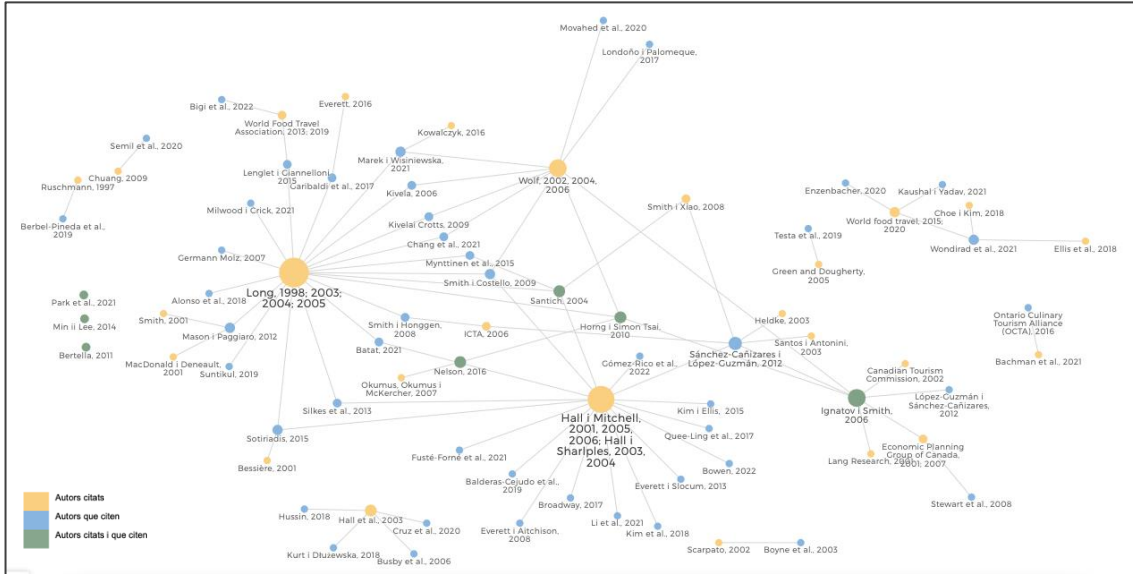 Movahed et al., 2020
Londoño i Palomeque,
2017
Bigi et al., 2022
Everett, 2016
World Food Travel
Association, 2013; 2019
Kowalczyk, 2016
Semil et al., 2020
Chuang, 2009
Ruschmann, 1997
Berbel-Pineda et al.,
2019
Lenglet i Giannelloni,
2015
Garibaldi et al., 2017
Marek i Wisiniewska,
2021
Kivela, 2006
Wolf, 2002, 2004,
2006
Milwood i Crick, 2021
Kivelai Crotts, 2009
Chang et al., 2021
Germann Molz, 2007
Mynttinen et al., 2015
Smith i Costello, 2009
Smith i Xiao, 2008
Enzenbacher, 2020
Kaushal i Yadav, 2021
World food travel, 2015;
2020
Choe i Kim, 2018
Wondirad et al., 2021
Ellis et al., 2018
Testa et al., 2019
Green and Dougherty,
2005
Long, 1998; 2003;
2004; 2005
Park et al., 2021
Min ii Lee, 2014
Bertella, 2011
Alonso et al., 2018
Smith, 2001
Mason i Paggiaro, 2012
MacDonald i Deneault,
2001
Suntikul, 2019
Santich, 2004
Smith i Honggen,
2008
ICTA, 2006
Horng i Simon Tsai,
2010
Batat, 2021
Nelson, 2016
Okumus, Okumus i
McKercher, 2007
Heldke, 2003
Santos i Antonini,
2003
Sánchez-Cañizares i
López-Guzmán, 2012
Gómez-Rico et al.,
2022
Ontario Culinary
Tourism Alliance
(OCTA), 2016
Bachman et al., 2021
Canadian Tourism
Commission, 2002
López-Guzmán i
Sánchez-Cañizares,
2012
Ignatov i Smith,
2006
Economic Planning
Group of Canada,
2001; 2007
Lang Research, 2001
Stewart et al., 2008
Silkes et al., 2013
Sotiriadis, 2015
Bessière, 2001
Hall i Mitchell,
2001, 2005,
2006; Hall i
Sharlples, 2003,
2004
Kim i Ellis, 2015
Quee-Ling et al., 2017
Bowen, 2022
Everett i Slocum, 2013
Fusté-Forné et al., 2021
Balderas-Cejudo et al.,
2019
Broadway, 2017
Everett i Aitchison,
2008
Li et al., 2021
Kim et al., 2018
Hussin, 2018
Hall et al., 2003
Cruz et al., 2020
Kurt i Dłużewska, 2018
Busby et al., 2006
Scarpato, 2002
Boyne et al., 2003
Autors citats
Autors que citen
Autors citats i que citen